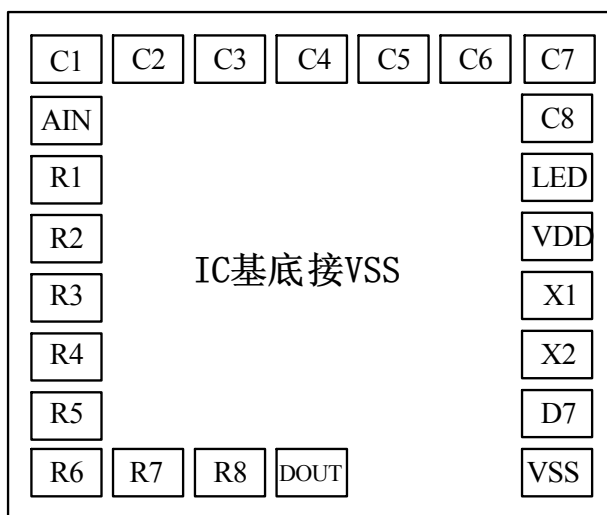 C1 C2 C3 C4 C5 C6 C7
AIN C8
R1 LED
R2 VDD
IC基底接VSS
R3 X1
R4 X2
R5 D7
R6 R7 R8 DOUT VSS